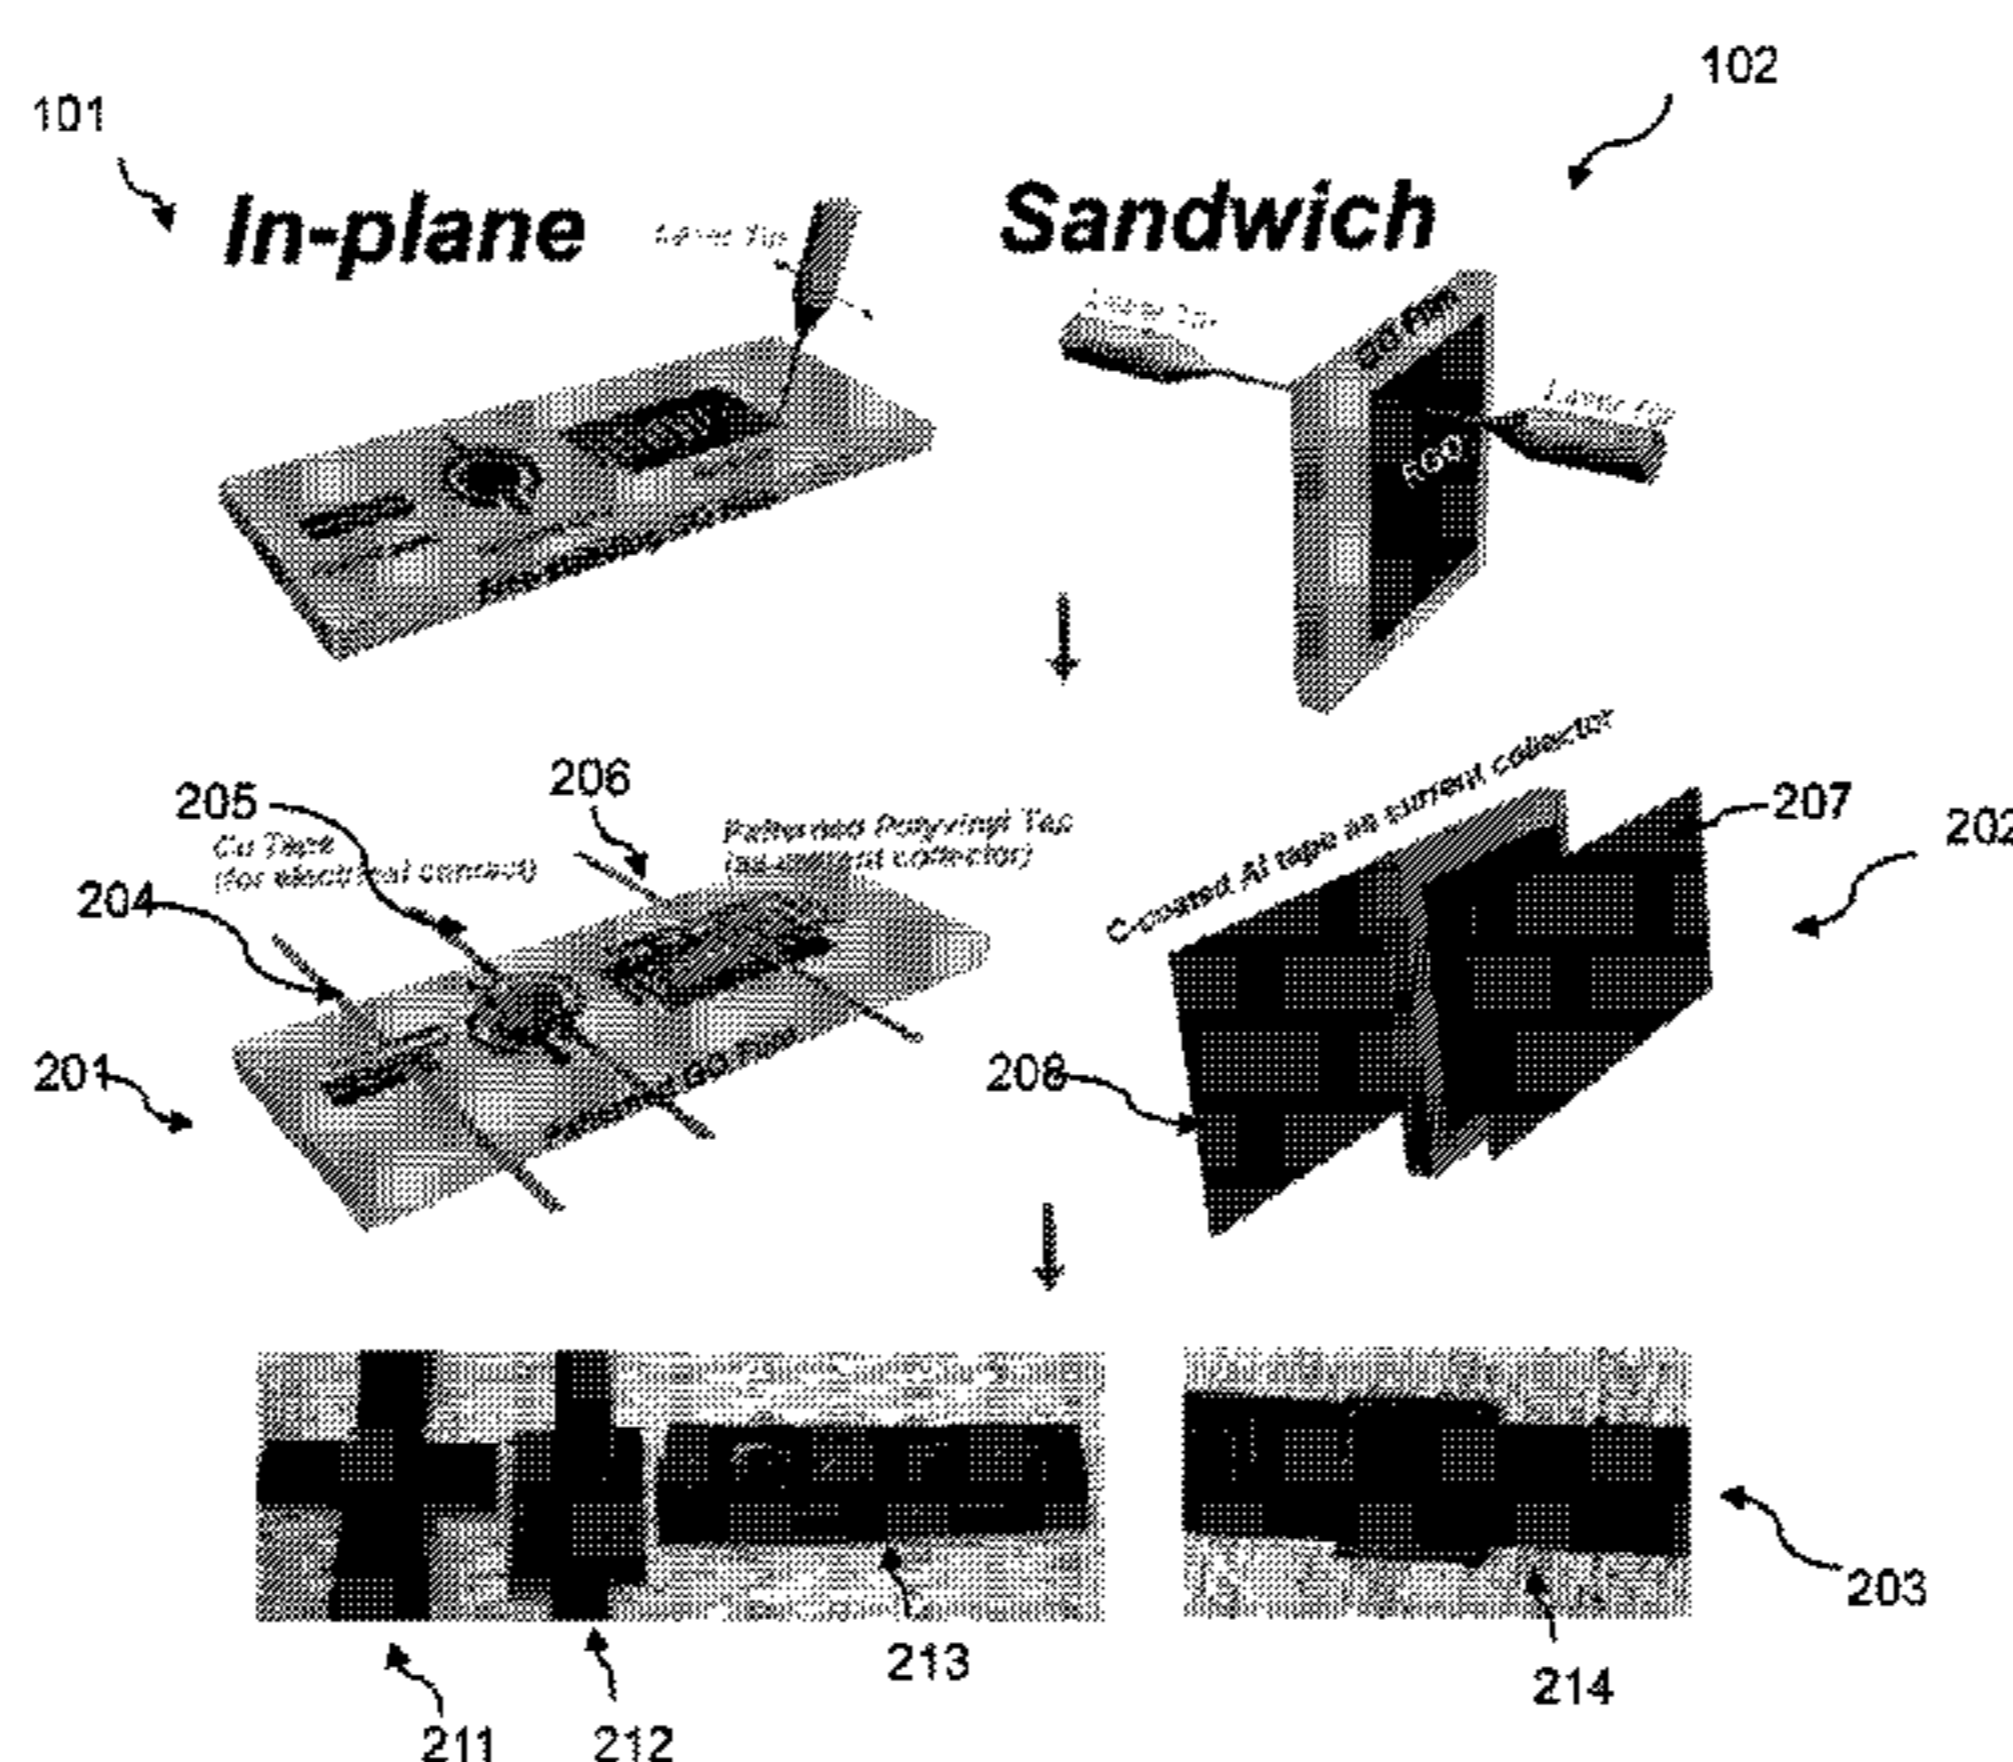 101
102
In-plane
Sandwich
GO Film
RGO
205
206
207
202
Cu Tape
(for electrical contact)
Patterned Polyvinyl Tap
(as current collector)
C-coated Al tape as current collector
204
201
208
Patterned GO Film
203
213
214
211
212